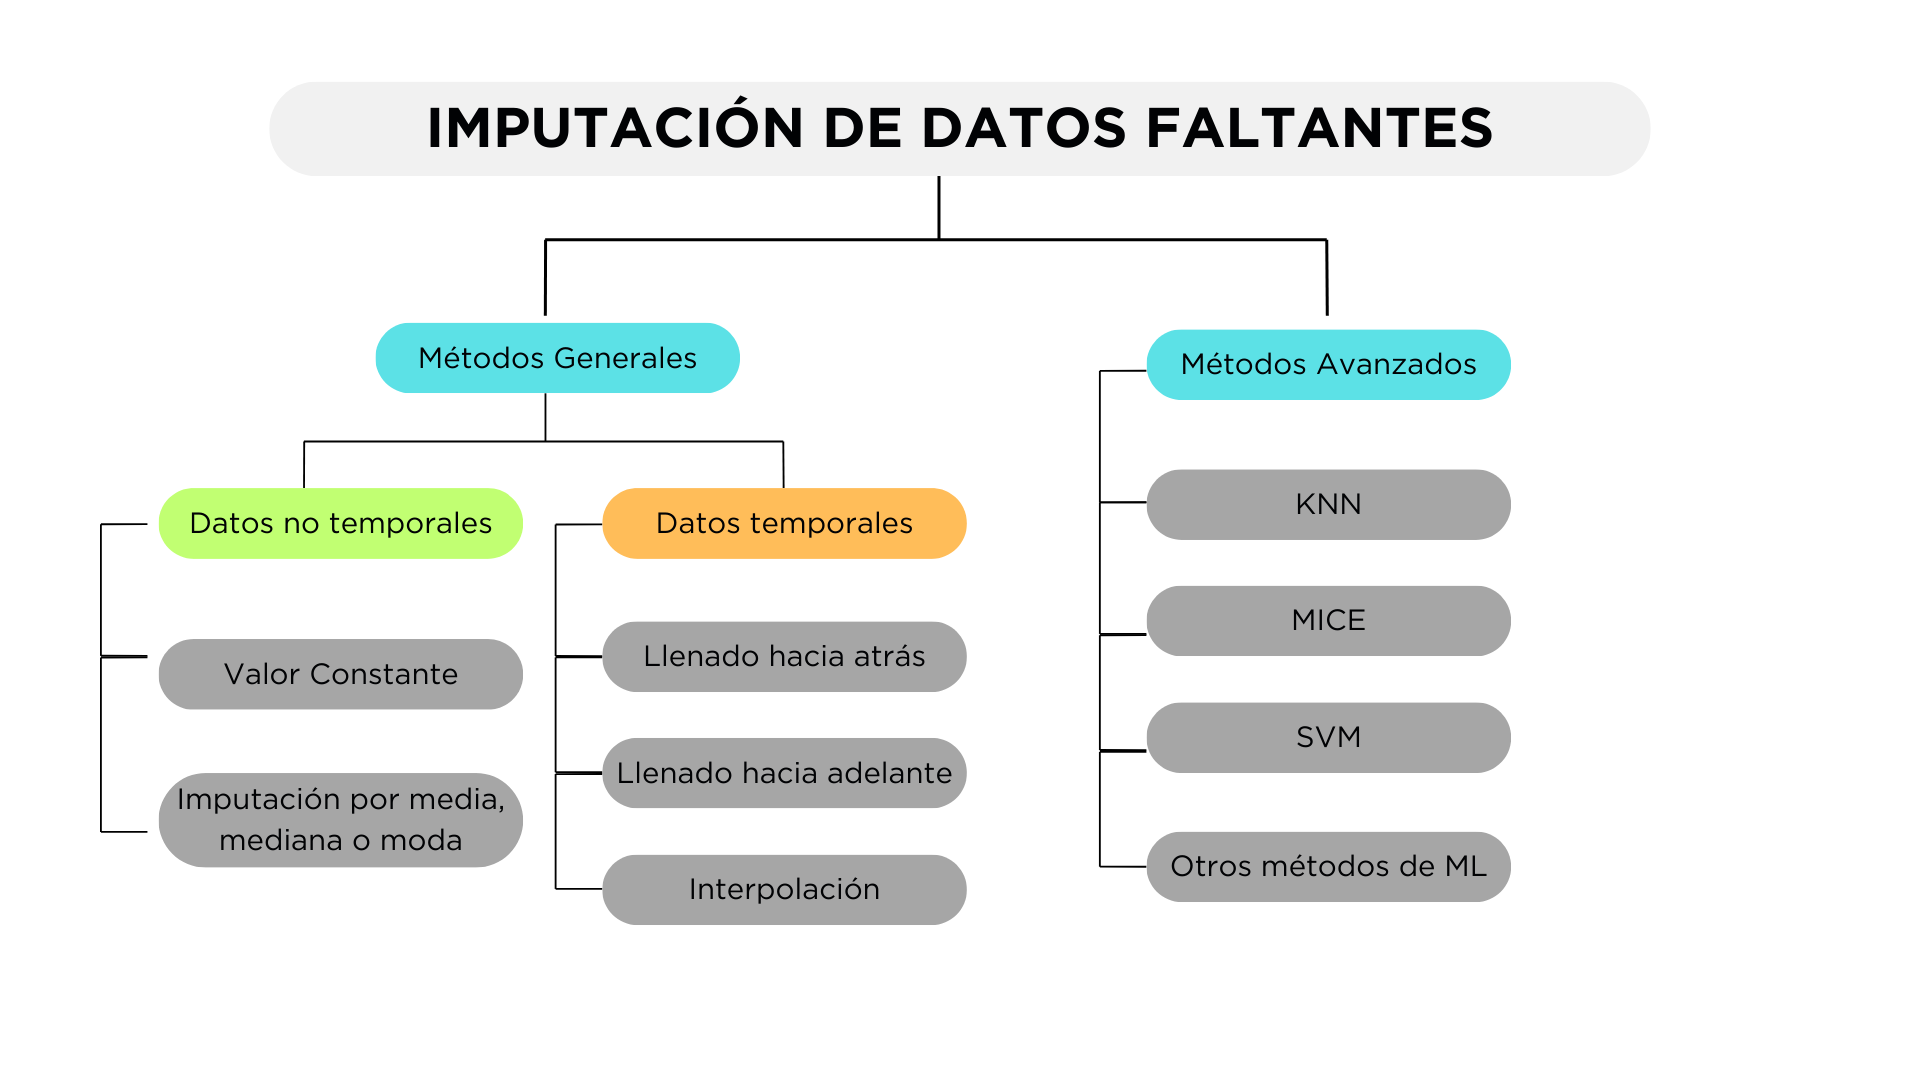 IMPUTACIÓN DE DATOS FALTANTES
Métodos Generales
Datos no temporales
Valor Constante
Imputación por media,
mediana o moda
Datos temporales
Llenado hacia atrás
Llenado hacia adelante
Interpolación
Métodos Avanzados
KNN
MICE
SVM
Otros métodos de ML